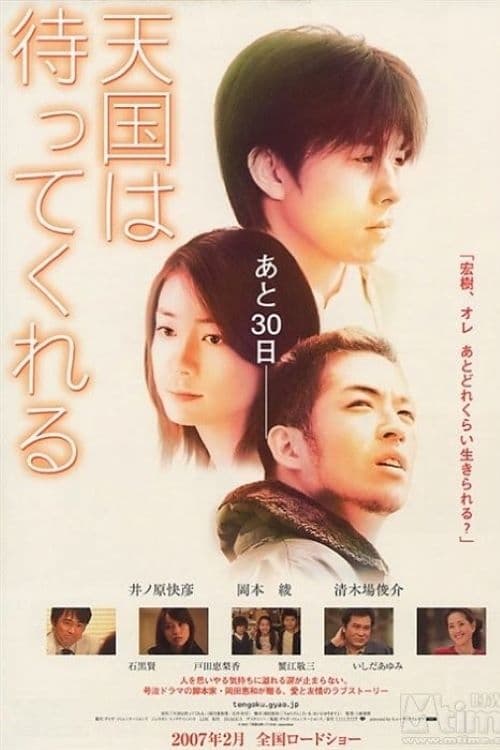 天国は
待ってくれる
あと30日
「宏樹、オレ あとどれくらい生きられる?」
井ノ原快彦 岡本 綾 清木場俊介
石黒賢 戸田恵梨香 蟹江敬三 いしだあゆみ
人を思いやる気持ちに溢れる涙が止まらない。
号泣ドラマの脚本家・岡田惠和が贈る、愛と友情のラブストーリー
tengoku.gyao.jp
2007年2月 全国ロードショー
Mtim
www.mtime.com